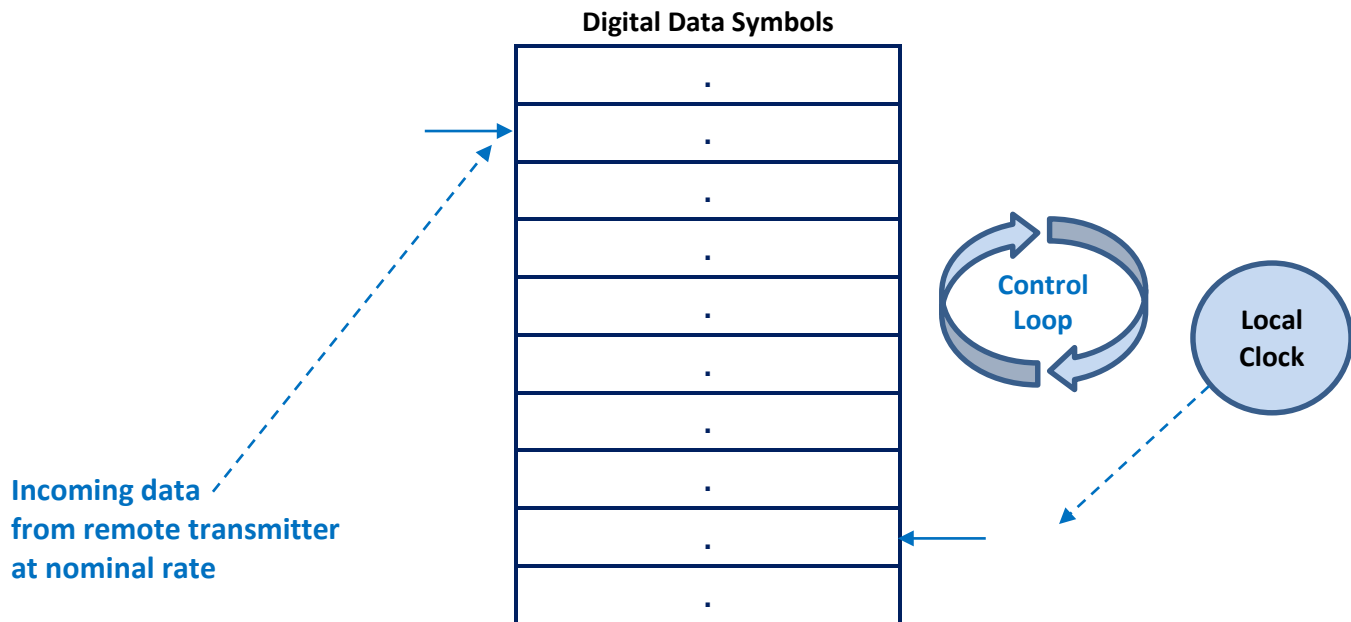 Digital Data Symbols
.
.
.
.
.
.
.
.
.
.
Control
Loop
Local
Clock
Incoming data
from remote transmitter
at nominal rate